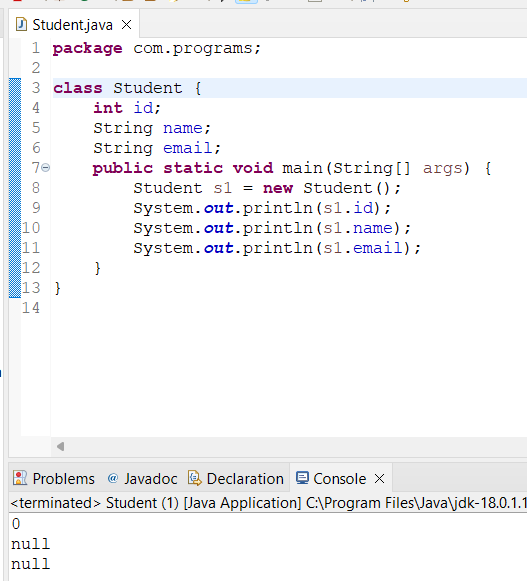 Student.java
1 package com.programs;
2
3 class Student {
4     int id;
5     String name;
6     String email;
7     public static void main(String[] args) {
8         Student s1 = new Student();
9         System.out.println(s1.id);
10         System.out.println(s1.name);
11         System.out.println(s1.email);
12     }
13 }
14
Problems @ Javadoc Declaration Console
<terminated> Student (1) [Java Application] C:\Program Files\Java\jdk-18.0.1.1
0
null
null